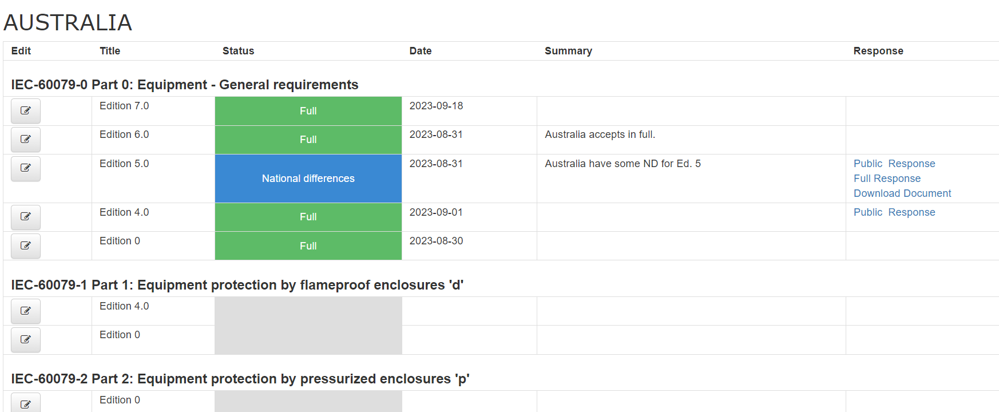 AUSTRALIA
Edit Title Status Date Summary Response
IEC-60079-0 Part 0: Equipment - General requirements
Edition 7.0 Full 2023-09-18
Edition 6.0 Full 2023-08-31 Australia accepts in full.
Edition 5.0 National differences 2023-08-31 Australia have some ND for Ed. 5 Public Response
Full Response
Download Document
Edition 4.0 Full 2023-09-01 Public Response
Edition 0 Full 2023-08-30
IEC-60079-1 Part 1: Equipment protection by flameproof enclosures 'd'
Edition 4.0
Edition 0
IEC-60079-2 Part 2: Equipment protection by pressurized enclosures 'p'
Edition 0